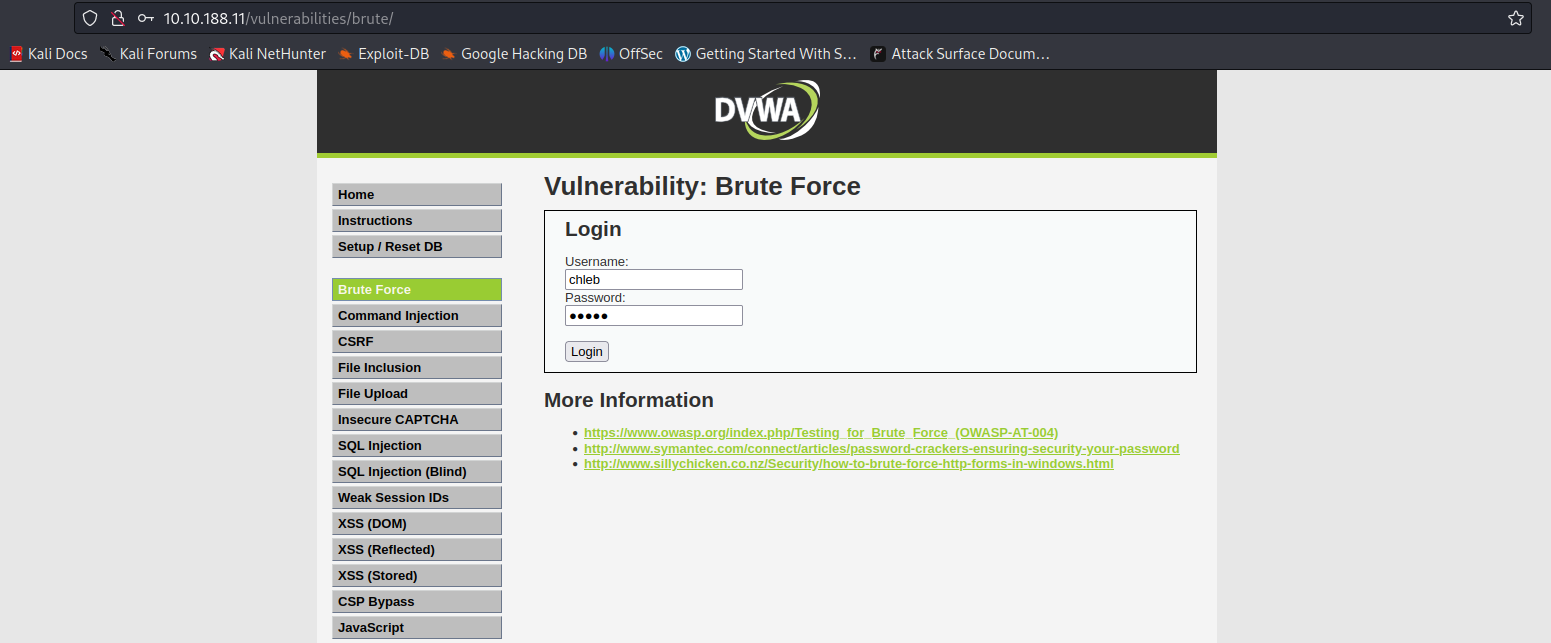 10.10.188.11/vulnerabilities/brute/
Kali Docs Kali Forums Kali NetHunter Exploit-DB Google Hacking DB OffSec Getting Started With S… Attack Surface Docum…
DVWA
Home
Instructions
Setup / Reset DB
Brute Force
Command Injection
CSRF
File Inclusion
File Upload
Insecure CAPTCHA
SQL Injection
SQL Injection (Blind)
Weak Session IDs
XSS (DOM)
XSS (Reflected)
XSS (Stored)
CSP Bypass
JavaScript
Vulnerability: Brute Force
Login
Username:
chleb
Password:
●●●●●
Login
More Information
• https://www.owasp.org/index.php/Testing_for_Brute_Force_(OWASP-AT-004)
• http://www.symantec.com/connect/articles/password-crackers-ensuring-security-your-password
• http://www.sillychicken.co.nz/Security/how-to-brute-force-http-forms-in-windows.html